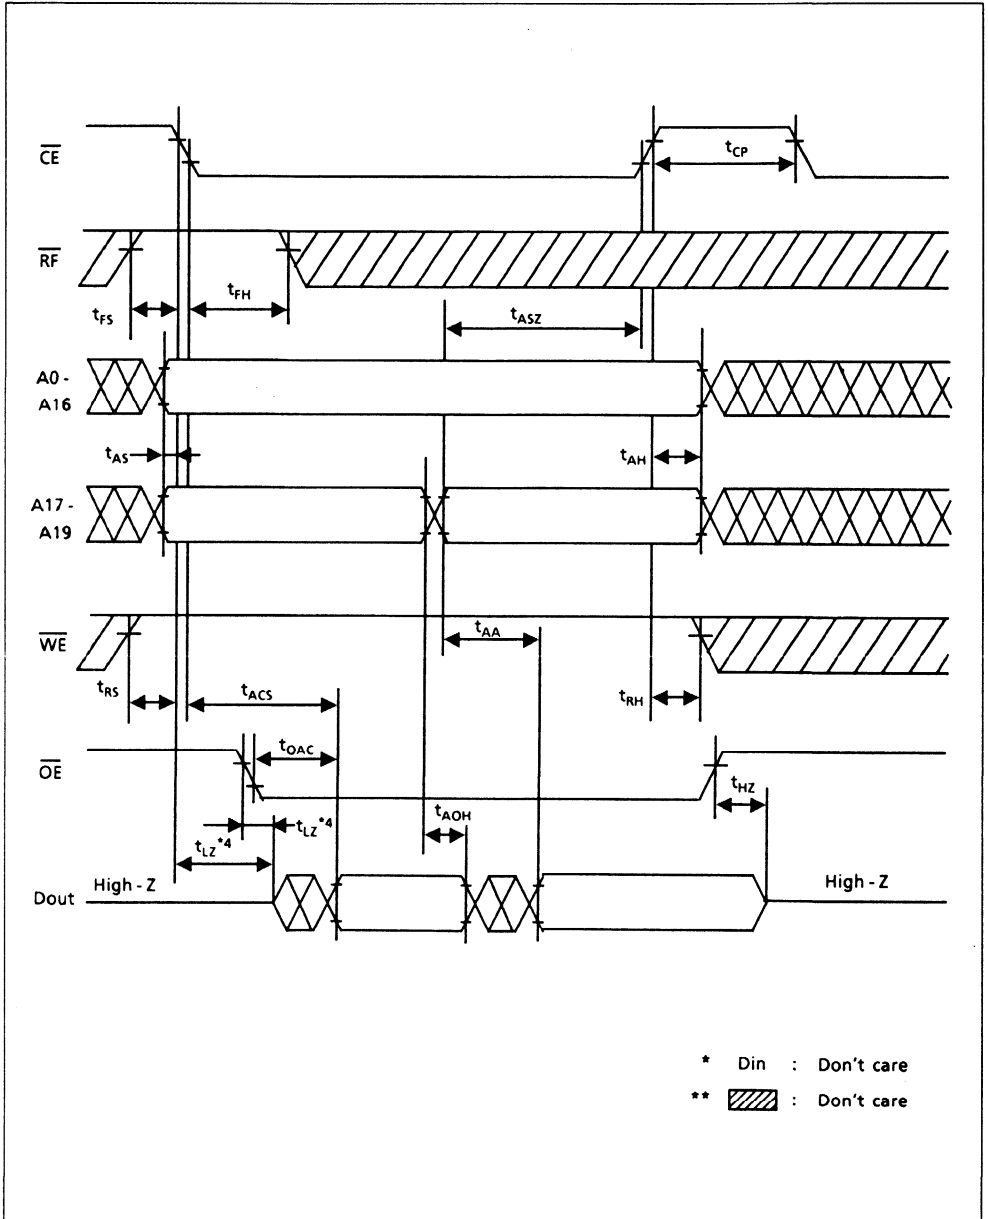 CE
tCP
RF
tFS
tFH
tASZ
A0 -
A16
tAS
tAH
A17 -
A19
WE
tAA
tRS
tACS
tRH
OE
tOAC
tHZ
tAOH
tLZ*4
tLZ*4
High - Z
High - Z
Dout
* Din : Don't care
** : Don't care